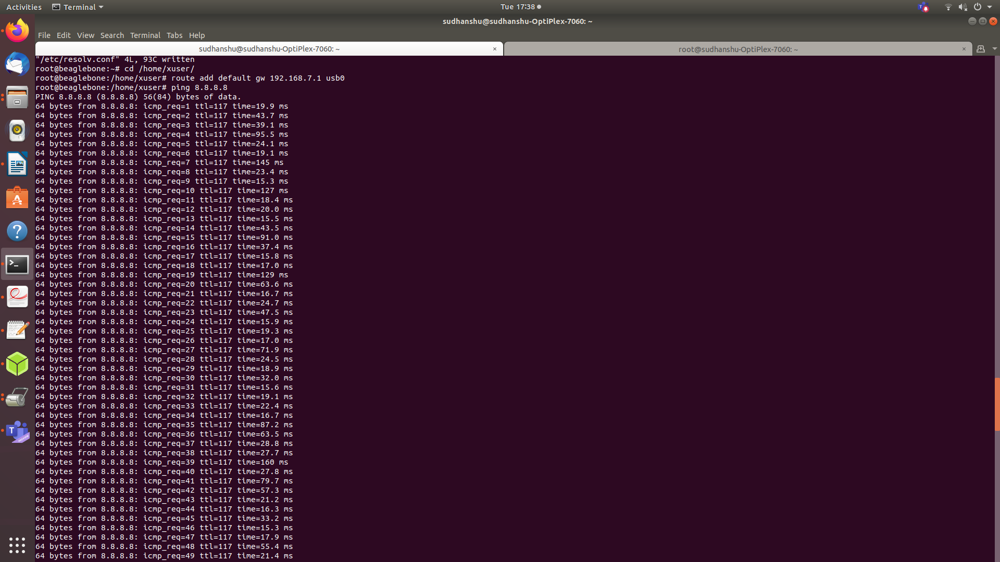 Activities Terminal Tue 17:38
sudhanshu@sudhanshu-OptiPlex-7060: ~
File Edit View Search Terminal Tabs Help
sudhanshu@sudhanshu-OptiPlex-7060: ~ × root@sudhanshu-OptiPlex-7060: ~ ×
"/etc/resolv.conf" 4L, 93C written
root@beaglebone:~# cd /home/xuser/
root@beaglebone:/home/xuser# route add default gw 192.168.7.1 usb0
root@beaglebone:/home/xuser# ping 8.8.8.8
PING 8.8.8.8 (8.8.8.8) 56(84) bytes of data.
64 bytes from 8.8.8.8: icmp_req=1 ttl=117 time=19.9 ms
64 bytes from 8.8.8.8: icmp_req=2 ttl=117 time=43.7 ms
64 bytes from 8.8.8.8: icmp_req=3 ttl=117 time=39.1 ms
64 bytes from 8.8.8.8: icmp_req=4 ttl=117 time=95.5 ms
64 bytes from 8.8.8.8: icmp_req=5 ttl=117 time=24.1 ms
64 bytes from 8.8.8.8: icmp_req=6 ttl=117 time=19.1 ms
64 bytes from 8.8.8.8: icmp_req=7 ttl=117 time=145 ms
64 bytes from 8.8.8.8: icmp_req=8 ttl=117 time=23.4 ms
64 bytes from 8.8.8.8: icmp_req=9 ttl=117 time=15.3 ms
64 bytes from 8.8.8.8: icmp_req=10 ttl=117 time=127 ms
64 bytes from 8.8.8.8: icmp_req=11 ttl=117 time=18.4 ms
64 bytes from 8.8.8.8: icmp_req=12 ttl=117 time=20.0 ms
64 bytes from 8.8.8.8: icmp_req=13 ttl=117 time=15.5 ms
64 bytes from 8.8.8.8: icmp_req=14 ttl=117 time=43.5 ms
64 bytes from 8.8.8.8: icmp_req=15 ttl=117 time=91.0 ms
64 bytes from 8.8.8.8: icmp_req=16 ttl=117 time=37.4 ms
64 bytes from 8.8.8.8: icmp_req=17 ttl=117 time=15.8 ms
64 bytes from 8.8.8.8: icmp_req=18 ttl=117 time=17.0 ms
64 bytes from 8.8.8.8: icmp_req=19 ttl=117 time=129 ms
64 bytes from 8.8.8.8: icmp_req=20 ttl=117 time=63.6 ms
64 bytes from 8.8.8.8: icmp_req=21 ttl=117 time=16.7 ms
64 bytes from 8.8.8.8: icmp_req=22 ttl=117 time=24.7 ms
64 bytes from 8.8.8.8: icmp_req=23 ttl=117 time=47.5 ms
64 bytes from 8.8.8.8: icmp_req=24 ttl=117 time=15.9 ms
64 bytes from 8.8.8.8: icmp_req=25 ttl=117 time=19.3 ms
64 bytes from 8.8.8.8: icmp_req=26 ttl=117 time=17.0 ms
64 bytes from 8.8.8.8: icmp_req=27 ttl=117 time=71.9 ms
64 bytes from 8.8.8.8: icmp_req=28 ttl=117 time=24.5 ms
64 bytes from 8.8.8.8: icmp_req=29 ttl=117 time=18.9 ms
64 bytes from 8.8.8.8: icmp_req=30 ttl=117 time=32.0 ms
64 bytes from 8.8.8.8: icmp_req=31 ttl=117 time=15.6 ms
64 bytes from 8.8.8.8: icmp_req=32 ttl=117 time=19.1 ms
64 bytes from 8.8.8.8: icmp_req=33 ttl=117 time=22.4 ms
64 bytes from 8.8.8.8: icmp_req=34 ttl=117 time=16.7 ms
64 bytes from 8.8.8.8: icmp_req=35 ttl=117 time=87.2 ms
64 bytes from 8.8.8.8: icmp_req=36 ttl=117 time=63.5 ms
64 bytes from 8.8.8.8: icmp_req=37 ttl=117 time=28.8 ms
64 bytes from 8.8.8.8: icmp_req=38 ttl=117 time=27.7 ms
64 bytes from 8.8.8.8: icmp_req=39 ttl=117 time=160 ms
64 bytes from 8.8.8.8: icmp_req=40 ttl=117 time=27.8 ms
64 bytes from 8.8.8.8: icmp_req=41 ttl=117 time=79.7 ms
64 bytes from 8.8.8.8: icmp_req=42 ttl=117 time=57.3 ms
64 bytes from 8.8.8.8: icmp_req=43 ttl=117 time=21.2 ms
64 bytes from 8.8.8.8: icmp_req=44 ttl=117 time=16.3 ms
64 bytes from 8.8.8.8: icmp_req=45 ttl=117 time=33.2 ms
64 bytes from 8.8.8.8: icmp_req=46 ttl=117 time=15.3 ms
64 bytes from 8.8.8.8: icmp_req=47 ttl=117 time=17.9 ms
64 bytes from 8.8.8.8: icmp_req=48 ttl=117 time=55.4 ms
64 bytes from 8.8.8.8: icmp_req=49 ttl=117 time=21.4 ms